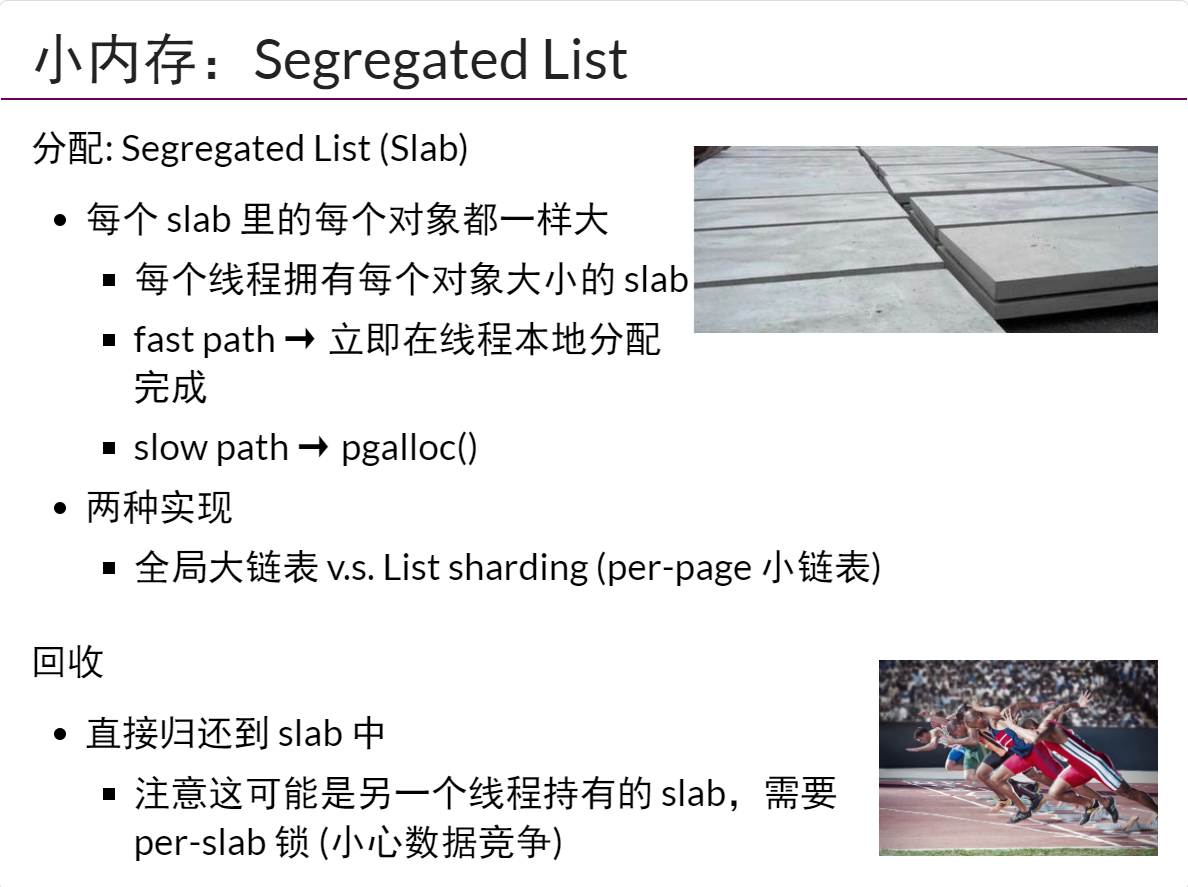 小内存：Segregated List
分配: Segregated List (Slab)
每个 slab 里的每个对象都一样大
每个线程拥有每个对象大小的 slab
fast path → 立即在线程本地分配
完成
slow path → pgalloc()
两种实现
全局大链表 v.s. List sharding (per-page 小链表)
回收
直接归还到 slab 中
注意这可能是另一个线程持有的 slab，需要
per-slab 锁 (小心数据竞争)